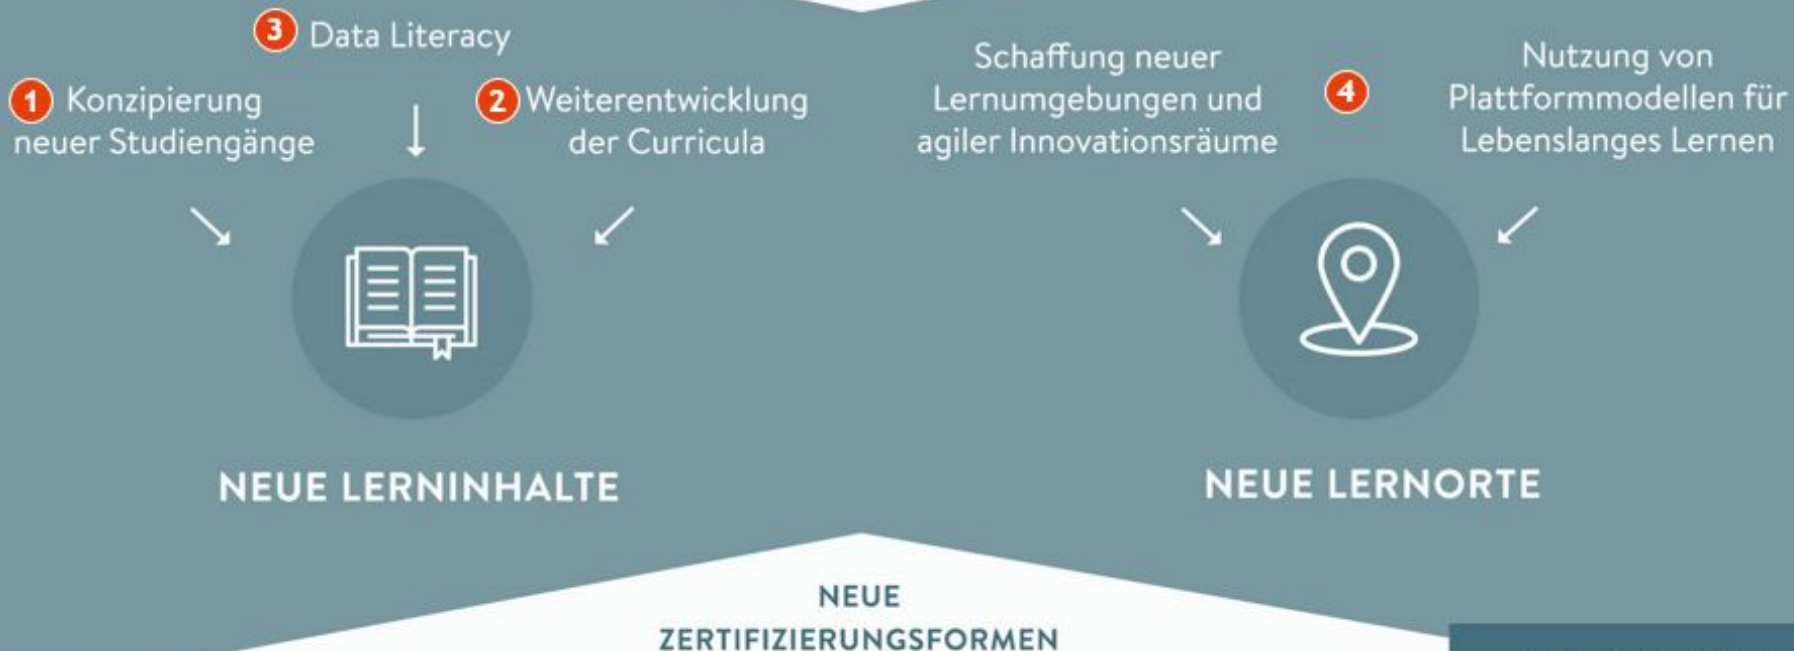 3 Data Literacy
1 Konzipierung
neuer Studiengänge
2 Weiterentwicklung
der Curricula
NEUE LERNINHALTE
Schaffung neuer
Lernumgebungen und
agiler Innovationsräume
4
Nutzung von
Plattformmodellen für
Lebenslanges Lernen
NEUE LERNORTE
NEUE
ZERTIFIZIERUNGSFORMEN